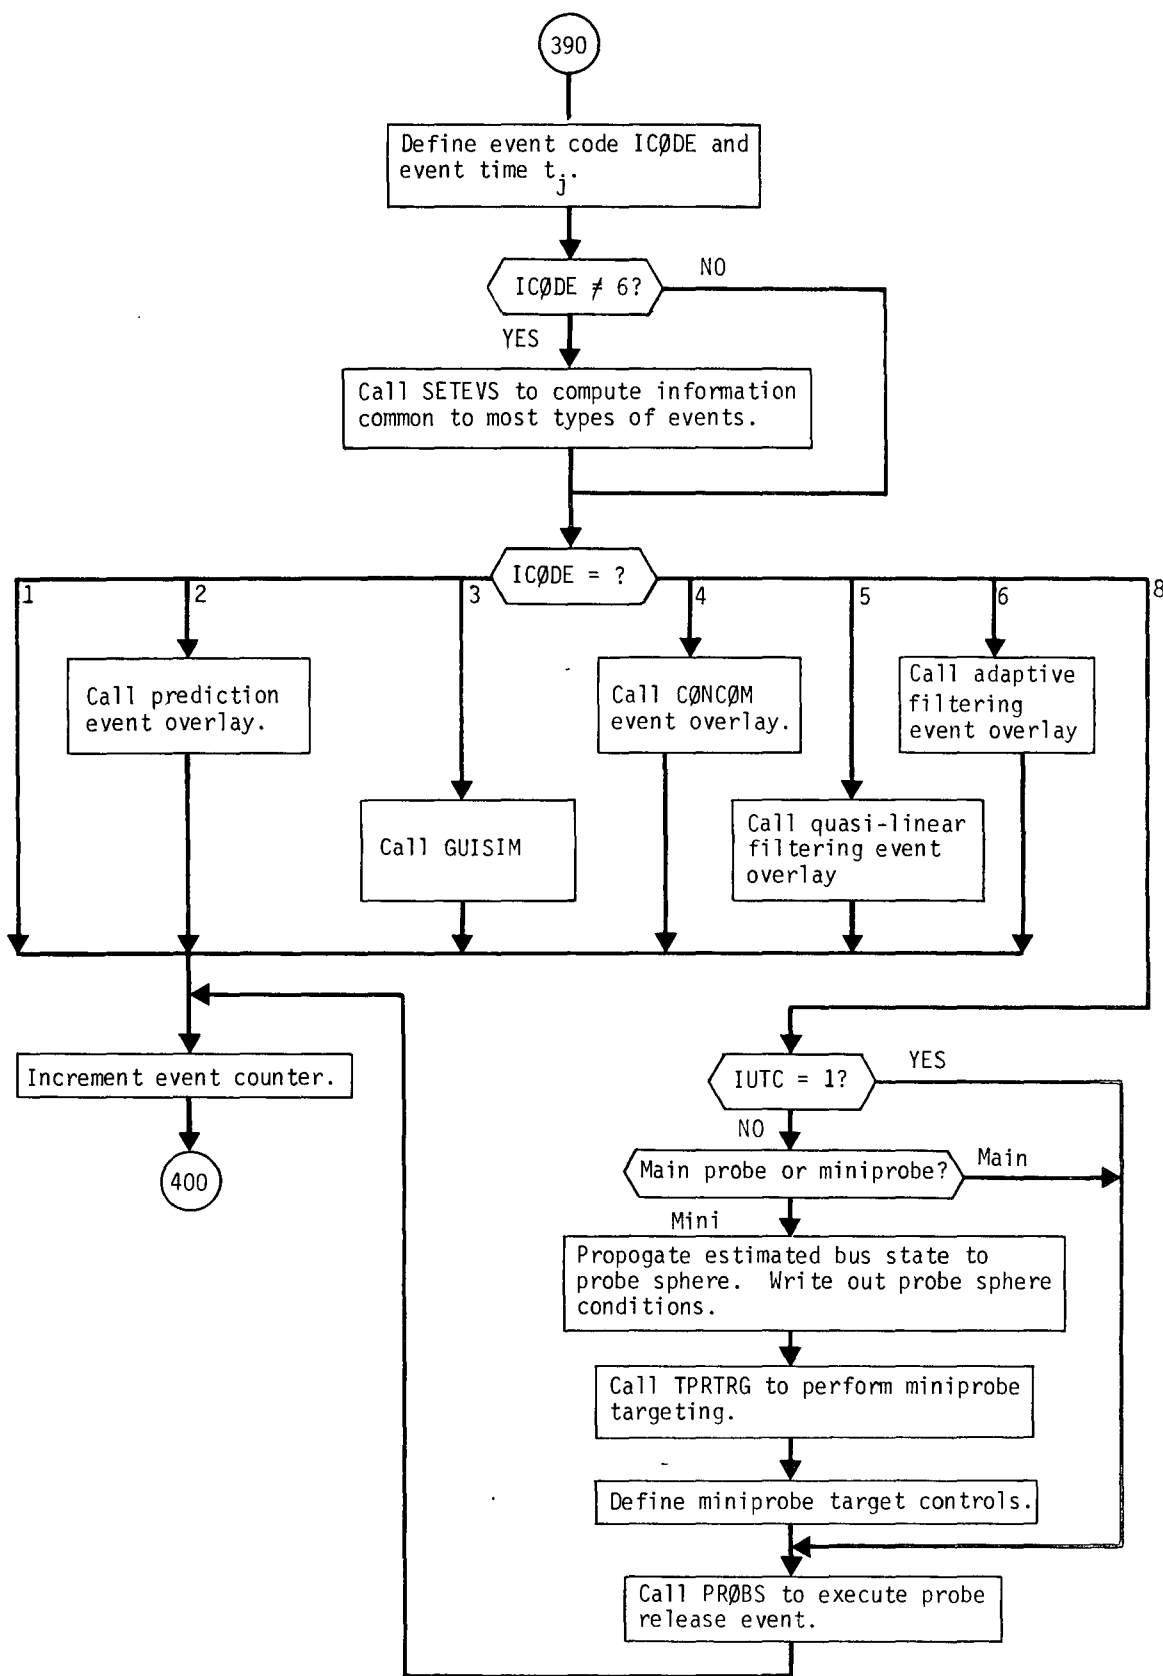 390
Define event code ICØDE and
event time tj.
ICØDE ≠ 6?
NO
YES
Call SETEVS to compute information
common to most types of events.
ICØDE = ?
1
2
3
4
5
6
8
Call prediction
event overlay.
Call CØNCØM
event overlay.
Call adaptive
filtering
event overlay
Call GUISIM
Call quasi-linear
filtering event
overlay
Increment event counter.
400
IUTC = 1?
YES
NO
Main probe or miniprobe?
Main
Mini
Propogate estimated bus state to
probe sphere. Write out probe sphere
conditions.
Call TPRTRG to perform miniprobe
targeting.
Define miniprobe target controls.
Call PRØBS to execute probe
release event.